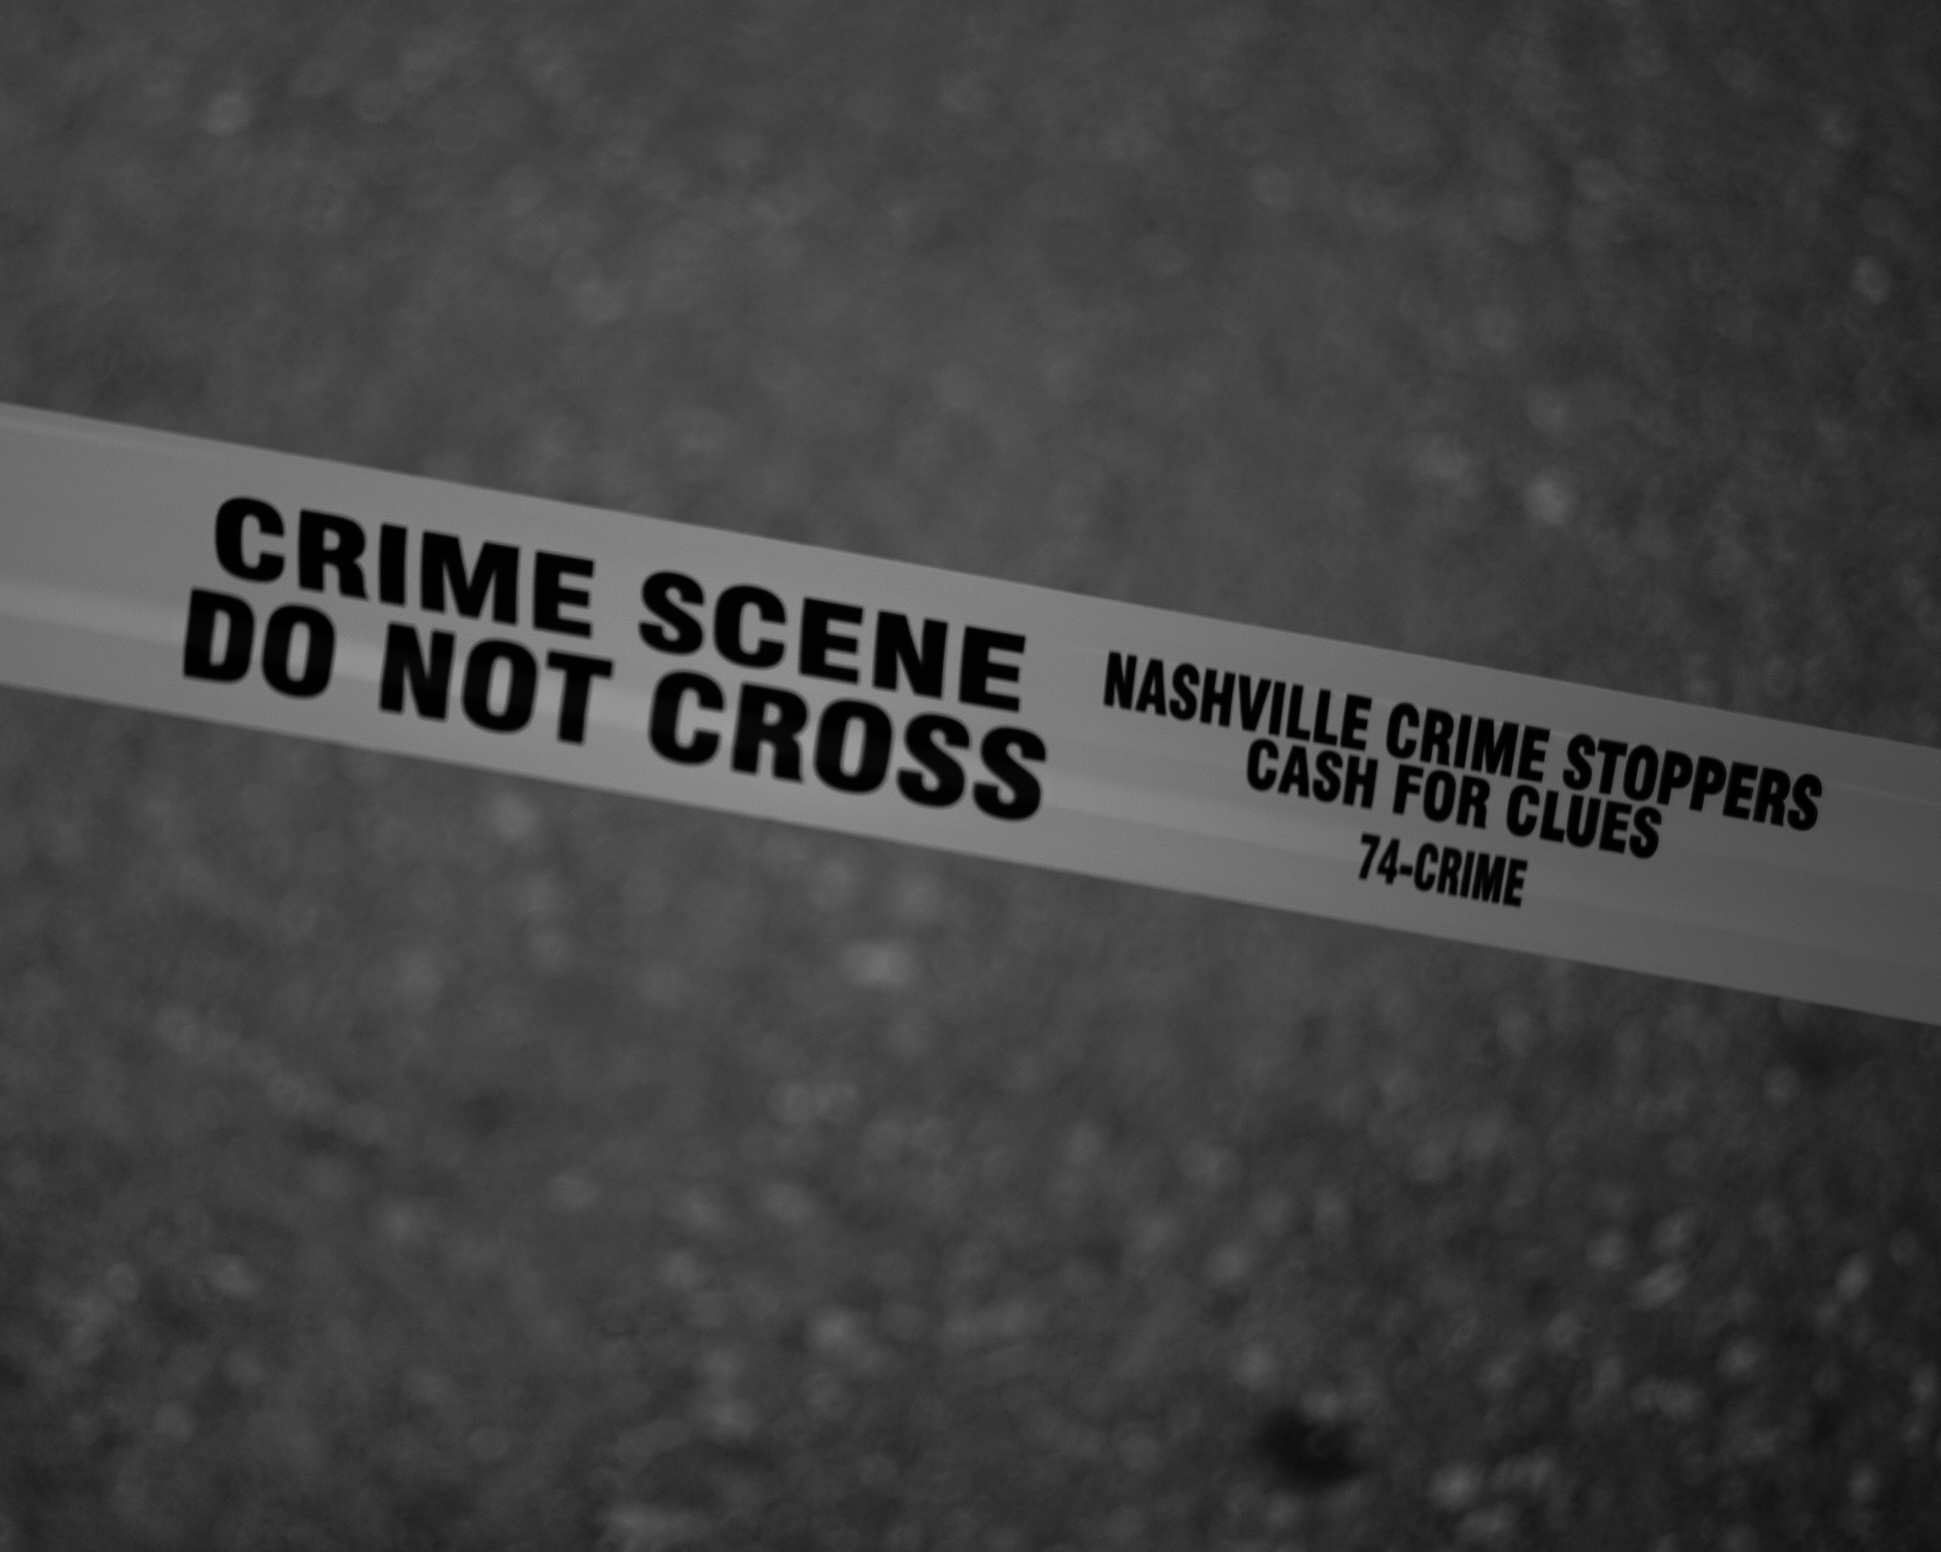 CRIME SCENE
DO NOT CROSS
NASHVILLE CRIME STOPPERS
CASH FOR CLUES
74-CRIME